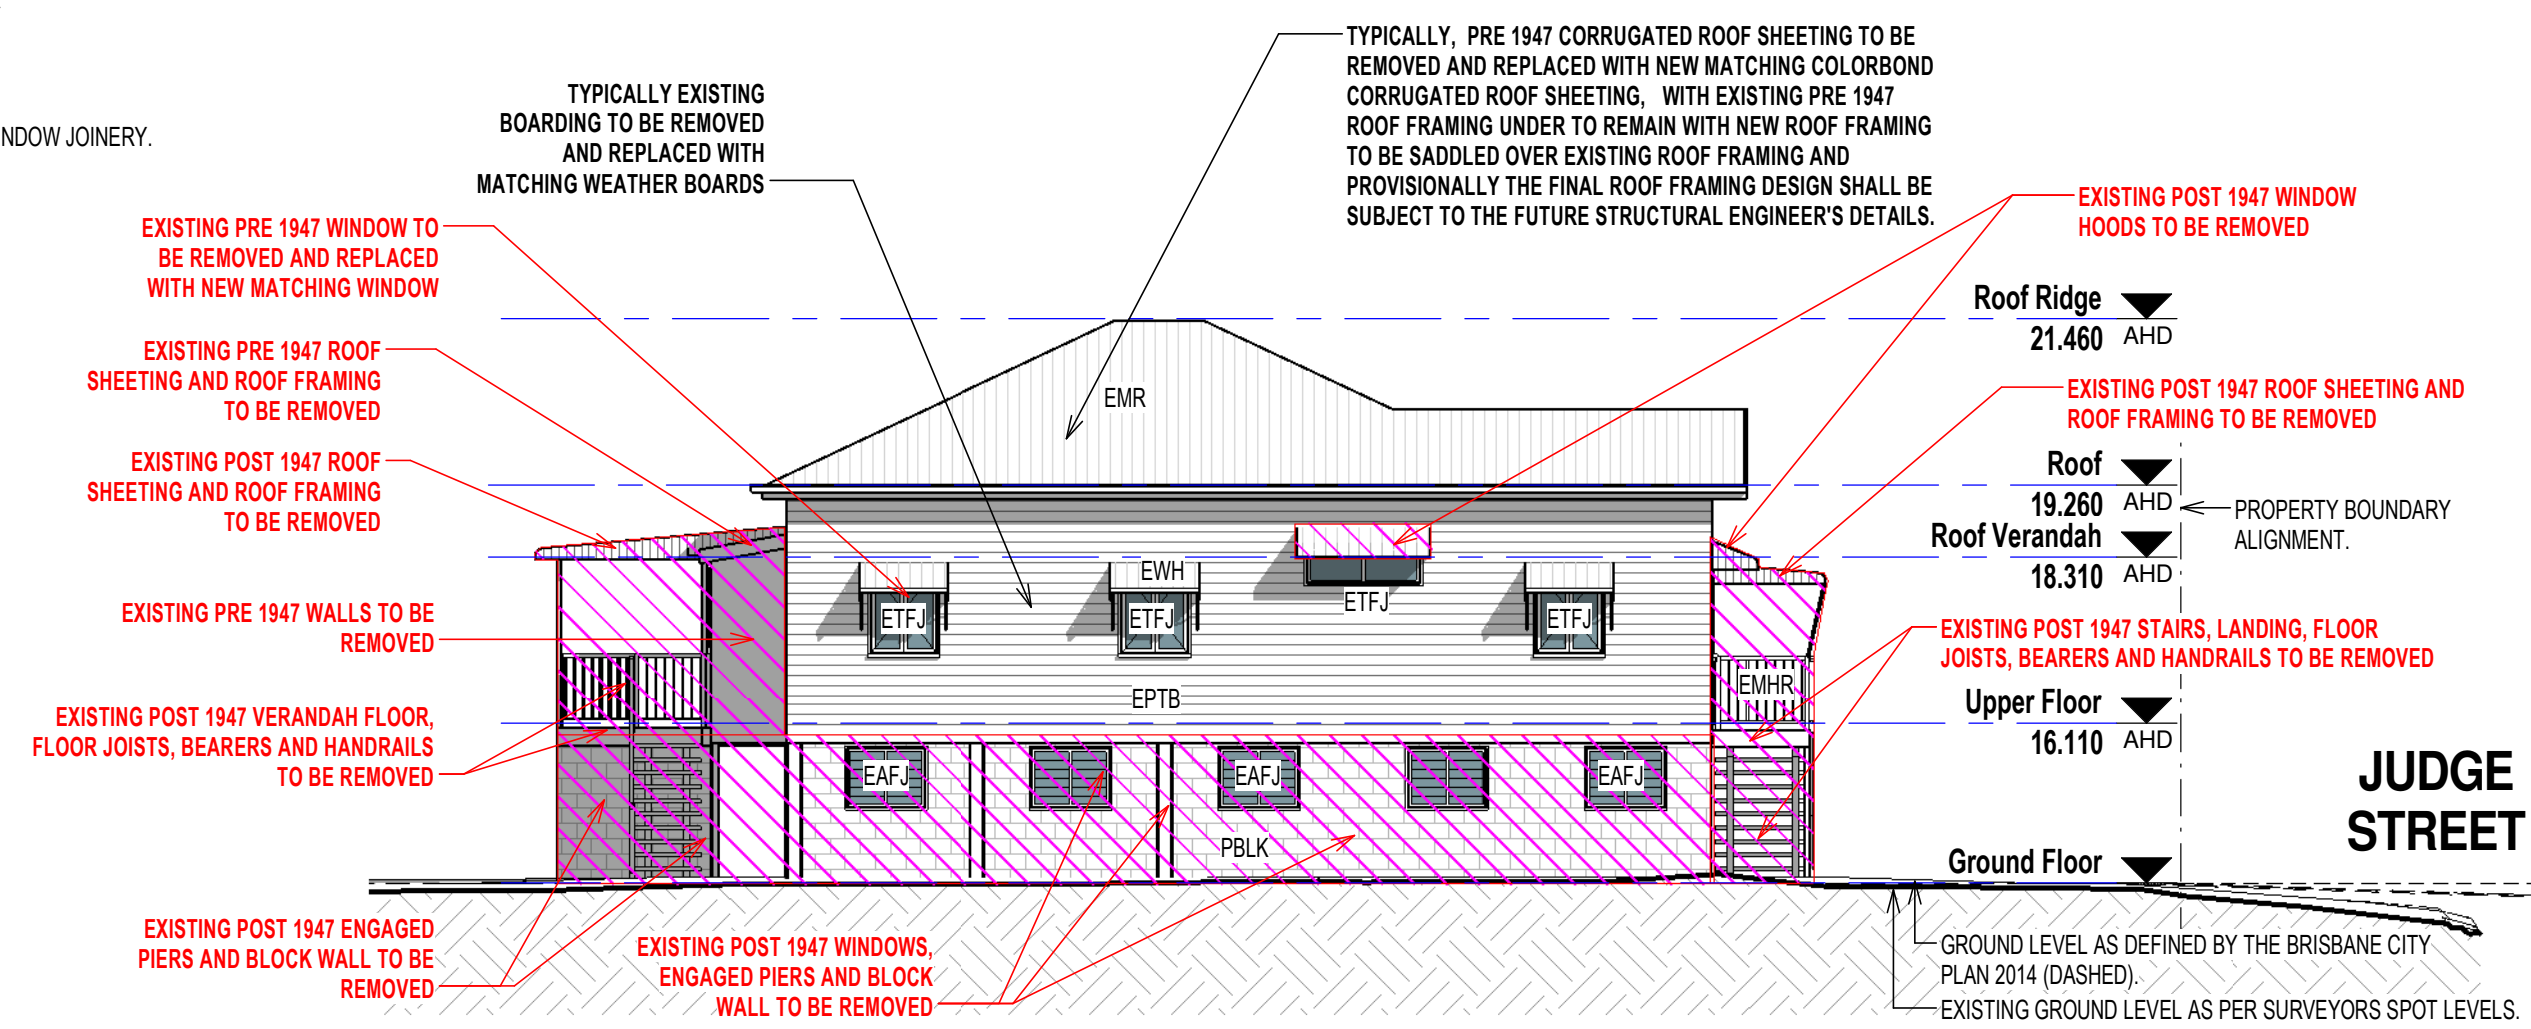 TYPICALLY, PRE 1947 CORRUGATED ROOF SHEETING TO BE
REMOVED AND REPLACED WITH NEW MATCHING COLORBOND
CORRUGATED ROOF SHEETING, WITH EXISTING PRE 1947
ROOF FRAMING UNDER TO REMAIN WITH NEW ROOF FRAMING
TO BE SADDLED OVER EXISTING ROOF FRAMING AND
PROVISIONALLY THE FINAL ROOF FRAMING DESIGN SHALL BE
SUBJECT TO THE FUTURE STRUCTURAL ENGINEER'S DETAILS.
NDOW JOINERY.
TYPICALLY EXISTING
BOARDING TO BE REMOVED
AND REPLACED WITH
MATCHING WEATHER BOARDS
EXISTING PRE 1947 WINDOW TO
BE REMOVED AND REPLACED
WITH NEW MATCHING WINDOW
EXISTING PRE 1947 ROOF
SHEETING AND ROOF FRAMING
TO BE REMOVED
EXISTING POST 1947 ROOF
SHEETING AND ROOF FRAMING
TO BE REMOVED
EXISTING PRE 1947 WALLS TO BE
REMOVED
EXISTING POST 1947 VERANDAH FLOOR,
FLOOR JOISTS, BEARERS AND HANDRAILS
TO BE REMOVED
EXISTING POST 1947 ENGAGED
PIERS AND BLOCK WALL TO BE
REMOVED
EXISTING POST 1947 WINDOWS,
ENGAGED PIERS AND BLOCK
WALL TO BE REMOVED
EMR
EWH
ETFJ
ETFJ
ETFJ
ETFJ
EPTB
EMHR
EAFJ
EAFJ
EAFJ
PBLK
EXISTING POST 1947 WINDOW
HOODS TO BE REMOVED
Roof Ridge
21.460 AHD
EXISTING POST 1947 ROOF SHEETING AND
ROOF FRAMING TO BE REMOVED
Roof
19.260 AHD
PROPERTY BOUNDARY
ALIGNMENT.
Roof Verandah
18.310 AHD
EXISTING POST 1947 STAIRS, LANDING, FLOOR
JOISTS, BEARERS AND HANDRAILS TO BE REMOVED
Upper Floor
16.110 AHD
JUDGE
STREET
Ground Floor
GROUND LEVEL AS DEFINED BY THE BRISBANE CITY
PLAN 2014 (DASHED).
EXISTING GROUND LEVEL AS PER SURVEYORS SPOT LEVELS.